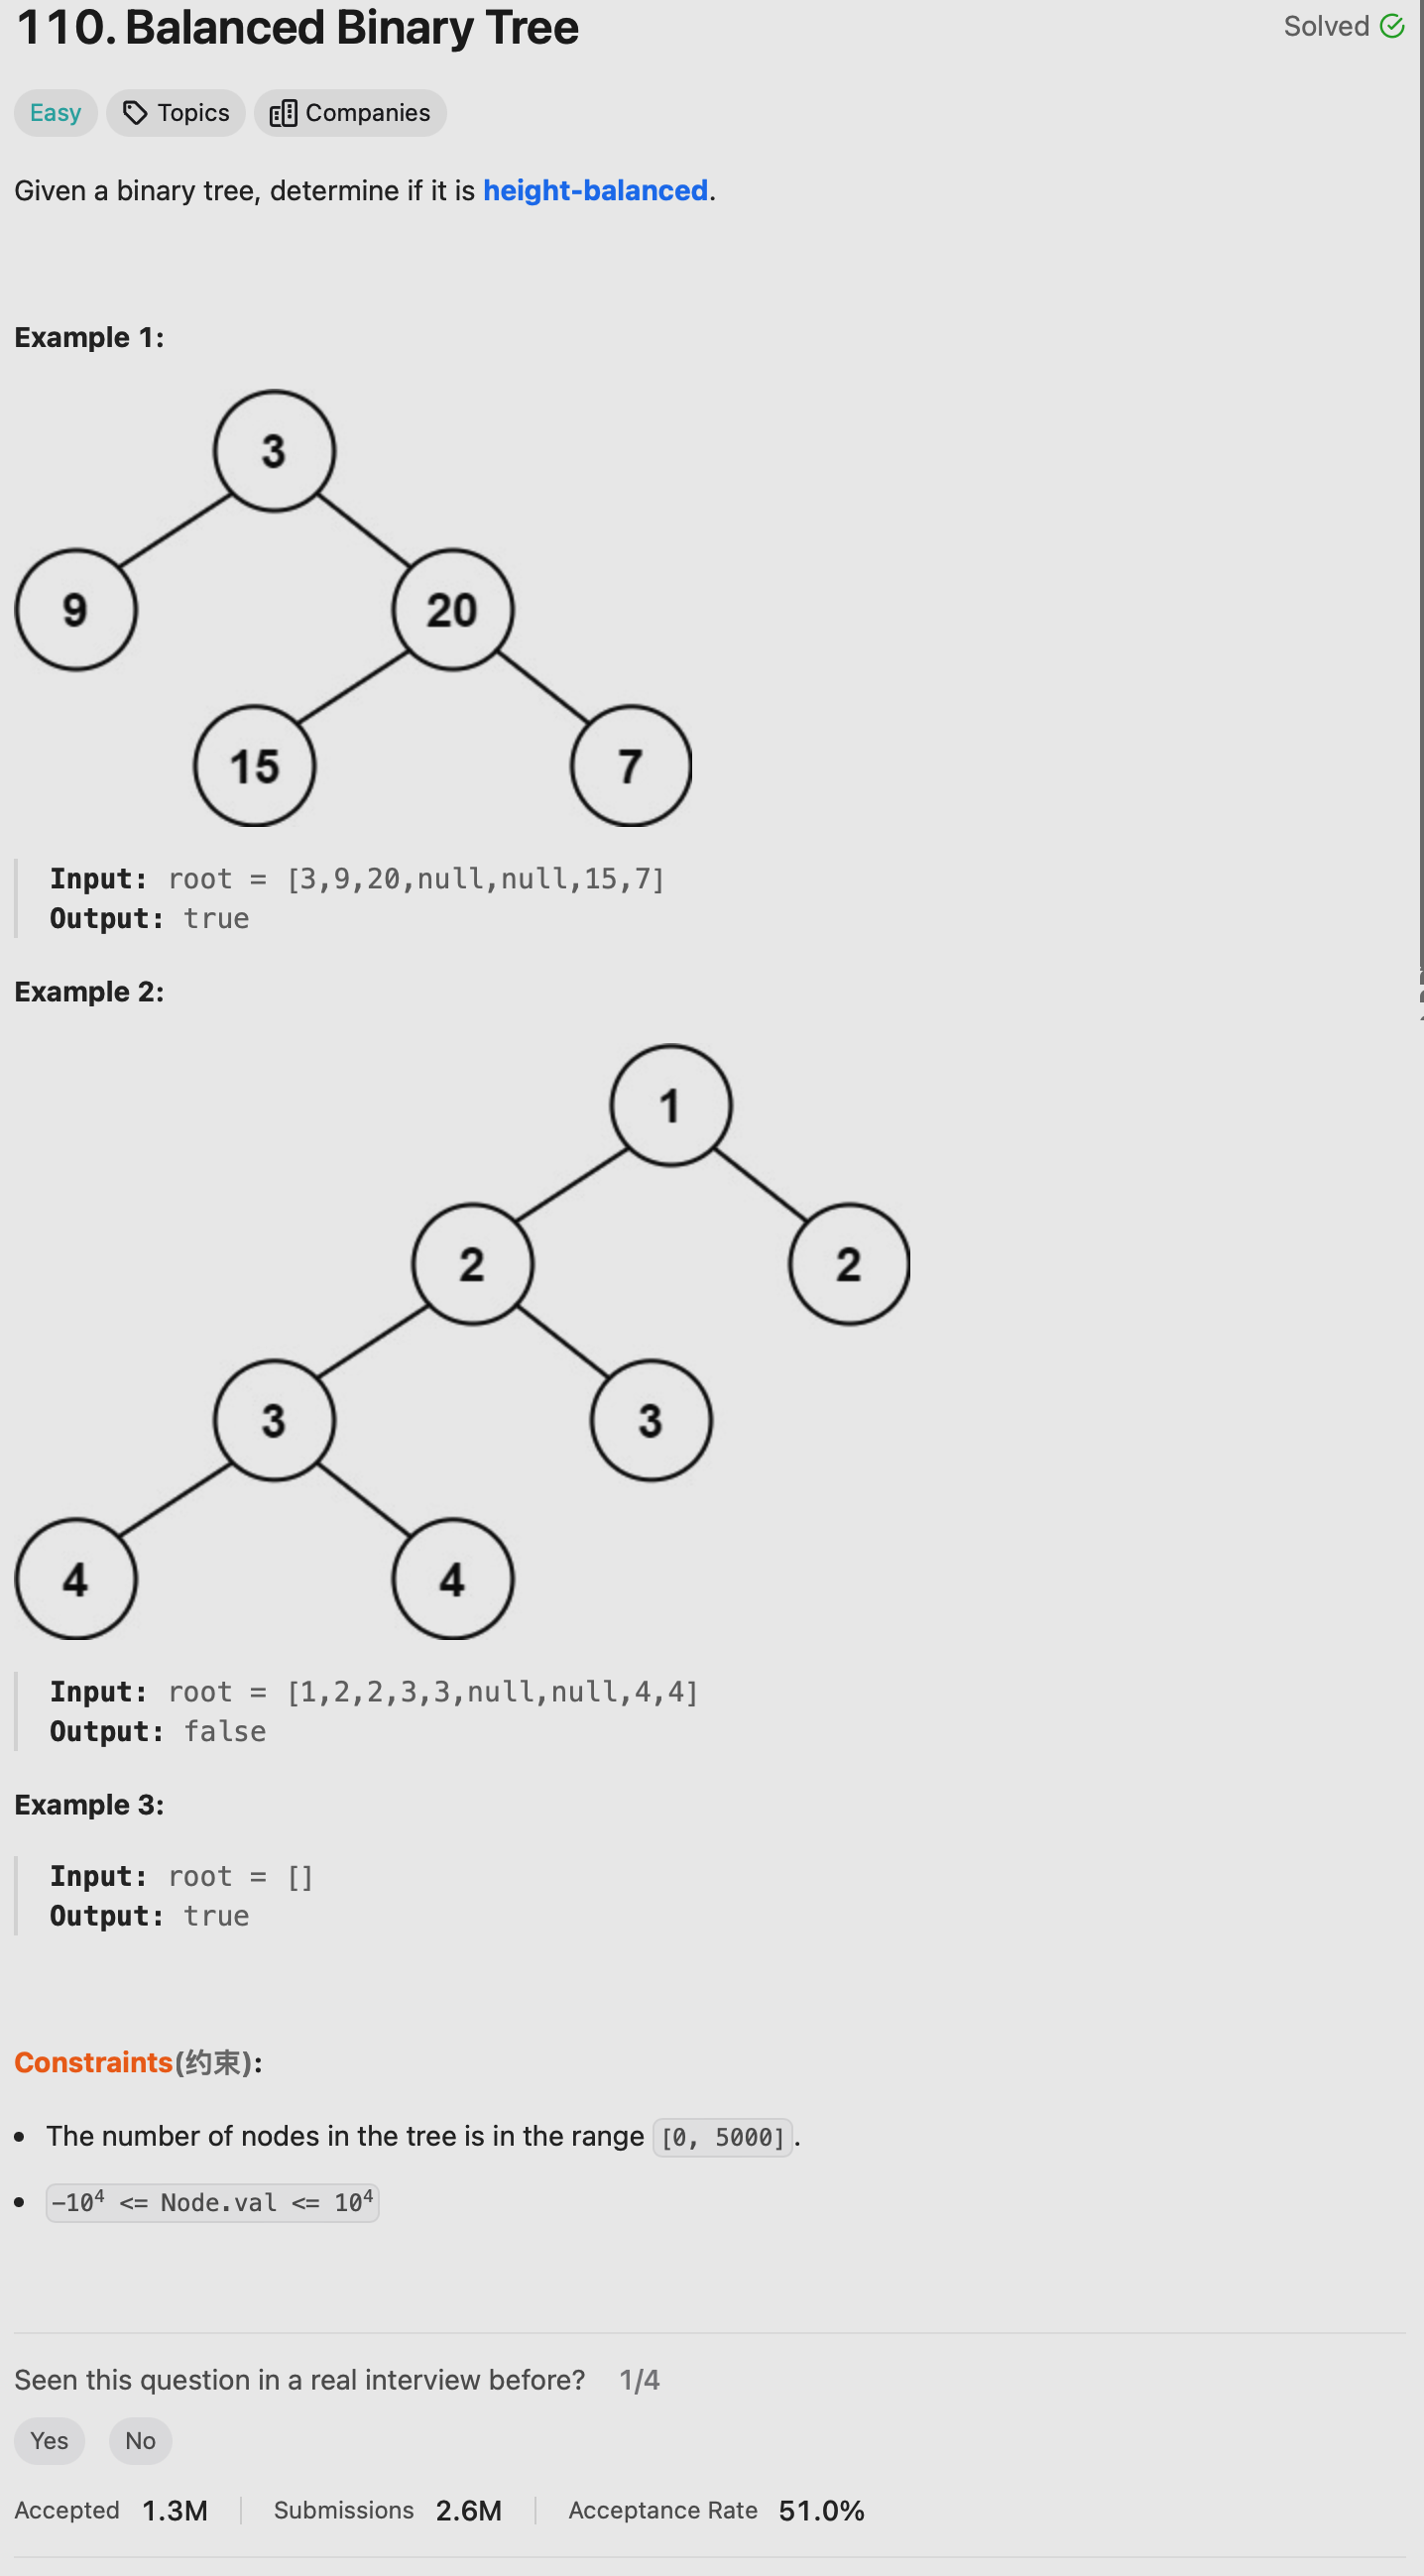 110. Balanced Binary Tree
Solved
Easy Topics Companies
Given a binary tree, determine if it is height-balanced.
Example 1:
3
9 20
15 7
Input: root = [3,9,20,null,null,15,7]
Output: true
Example 2:
1
2 2
3 3
4 4
Input: root = [1,2,2,3,3,null,null,4,4]
Output: false
Example 3:
Input: root = []
Output: true
Constraints(约束):
• The number of nodes in the tree is in the range [0, 5000].
• −10⁴ <= Node.val <= 10⁴
Seen this question in a real interview before? 1/4
Yes No
Accepted 1.3M Submissions 2.6M Acceptance Rate 51.0%